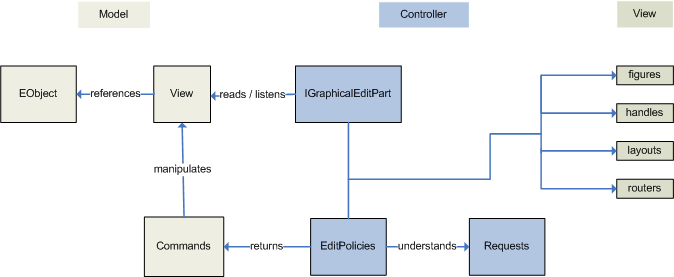 Model
Controller
View
figures
EObject
references
View
reads / listens
IGraphicalEditPart
handles
layouts
manipulates
routers
Commands
returns
EditPolicies
understands
Requests